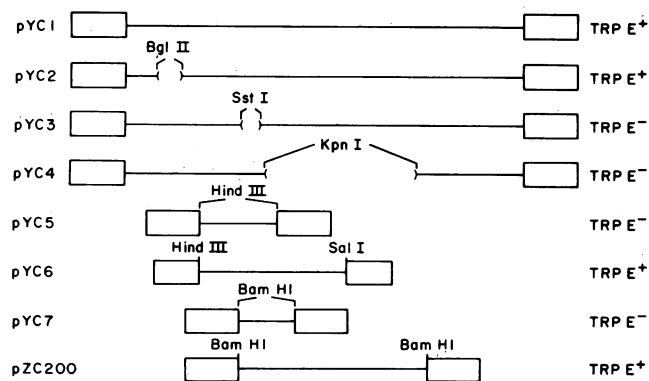 pYC1 TRP E+
Bgl II
pYC2 TRP E+
Sst I
pYC3 TRP E-
Kpn I
pYC4 TRP E-
Hind III
pYC5 TRP E-
Hind III Sal I
pYC6 TRP E+
Bam HI
pYC7 TRP E-
Bam HI Bam HI
pZC200 TRP E+